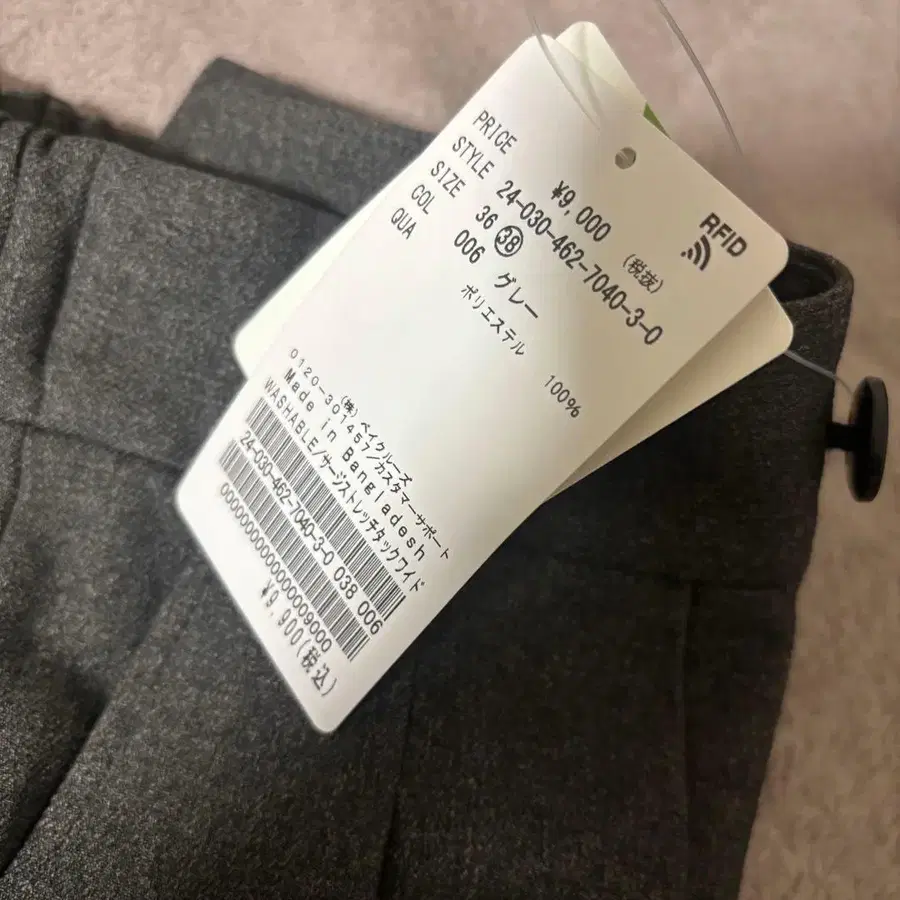 RFID
PRICE ¥9,000 (税抜)
STYLE 24-030-462-7040-3-0
SIZE 36 38
COL 006 グレー
QUA ポリエステル 100%
(株)ベイクルーズ
0120-301457/カスタマーサポート
Made in Bangladesh
WASHABLE/サージストレッチタックワイド
24-030-462-7040-3-0 038 006
¥9,900(税込)